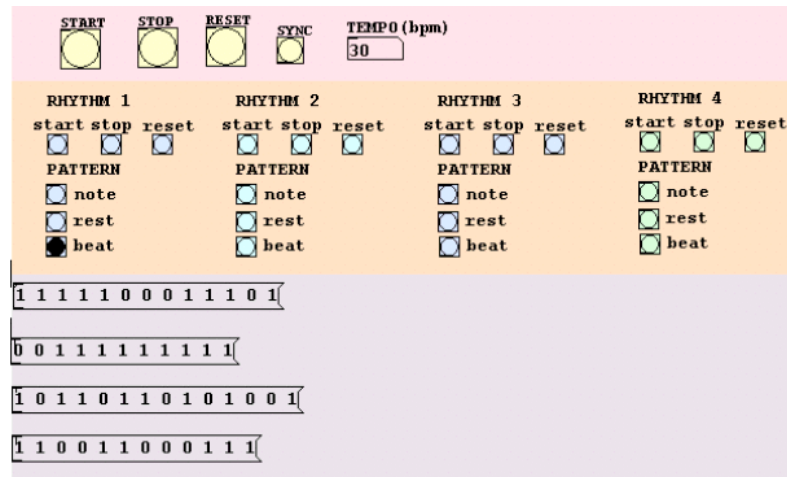 START STOP RESET SYNC TEMPO(bpm)
30
RHYTHM 1 RHYTHM 2 RHYTHM 3 RHYTHM 4
start stop reset start stop reset start stop reset start stop reset
PATTERN PATTERN PATTERN PATTERN
note note note note
rest rest rest rest
beat beat beat beat
1 1 1 1 1 0 0 0 1 1 1 0 1
0 0 1 1 1 1 1 1 1 1 1
1 0 1 1 0 1 1 0 1 0 1 0 0 1
1 1 0 0 1 1 0 0 0 1 1 1